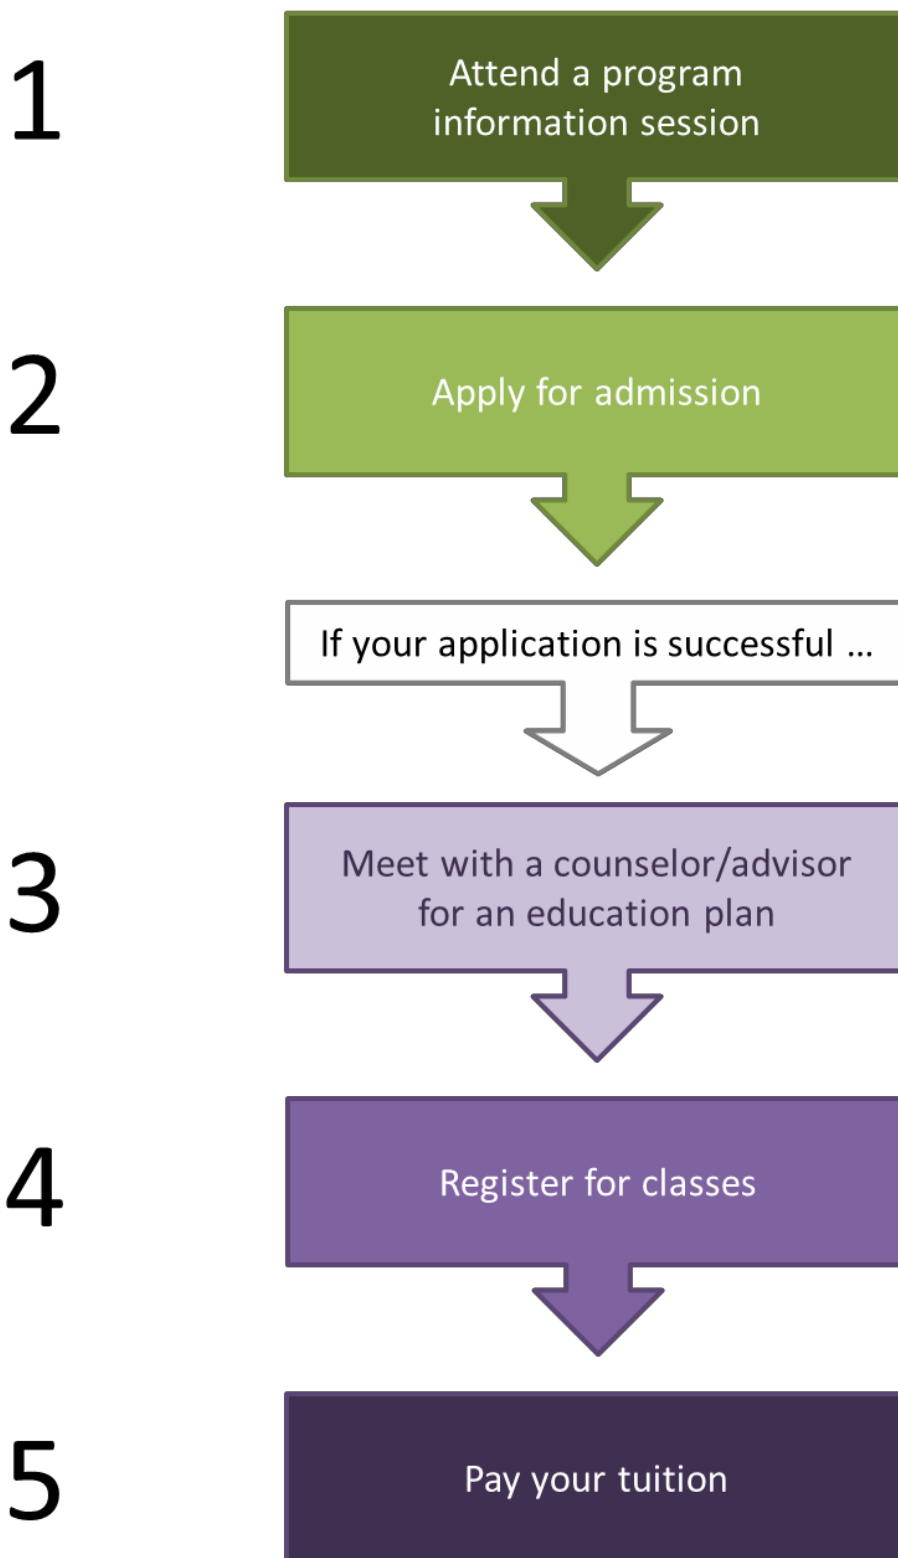 1
Attend a program
information session
2
Apply for admission
If your application is successful ...
3
Meet with a counselor/advisor
for an education plan
4
Register for classes
5
Pay your tuition